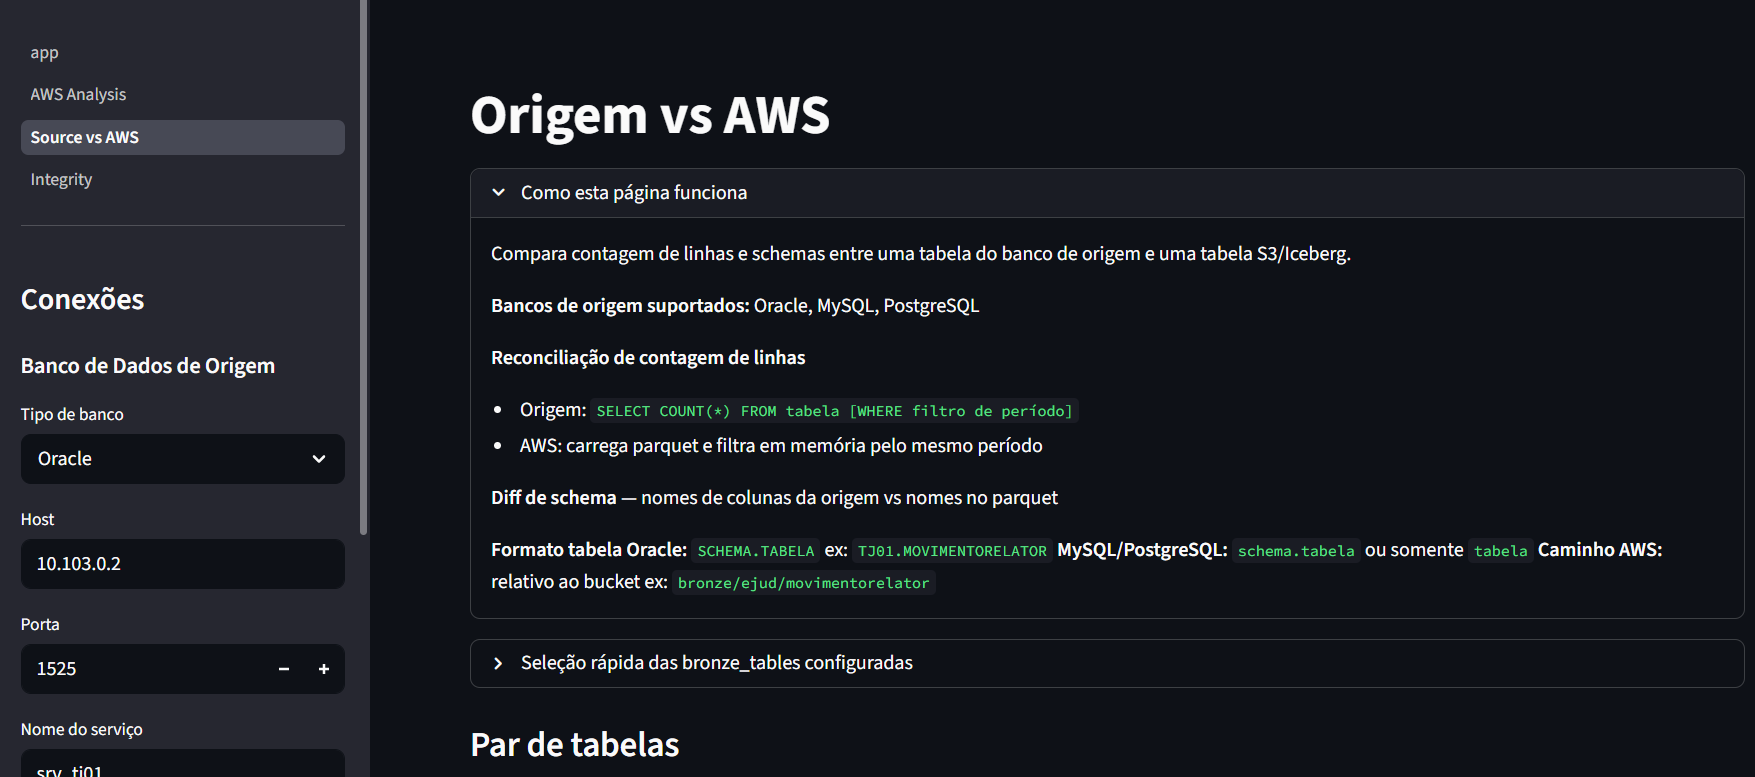 app
AWS Analysis
Source vs AWS
Integrity
Conexões
Banco de Dados de Origem
Tipo de banco
Oracle
Host
10.103.0.2
Porta
1525
Nome do serviço
srv_tj01
Origem vs AWS
Como esta página funciona
Compara contagem de linhas e schemas entre uma tabela do banco de origem e uma tabela S3/Iceberg.
Bancos de origem suportados: Oracle, MySQL, PostgreSQL
Reconciliação de contagem de linhas
Origem: SELECT COUNT(*) FROM tabela [WHERE filtro de período]
AWS: carrega parquet e filtra em memória pelo mesmo período
Diff de schema — nomes de colunas da origem vs nomes no parquet
Formato tabela Oracle: SCHEMA.TABELA ex: TJ01.MOVIMENTORELATOR MySQL/PostgreSQL: schema.tabela ou somente tabela Caminho AWS:
relativo ao bucket ex: bronze/ejud/movimentorelator
Seleção rápida das bronze_tables configuradas
Par de tabelas